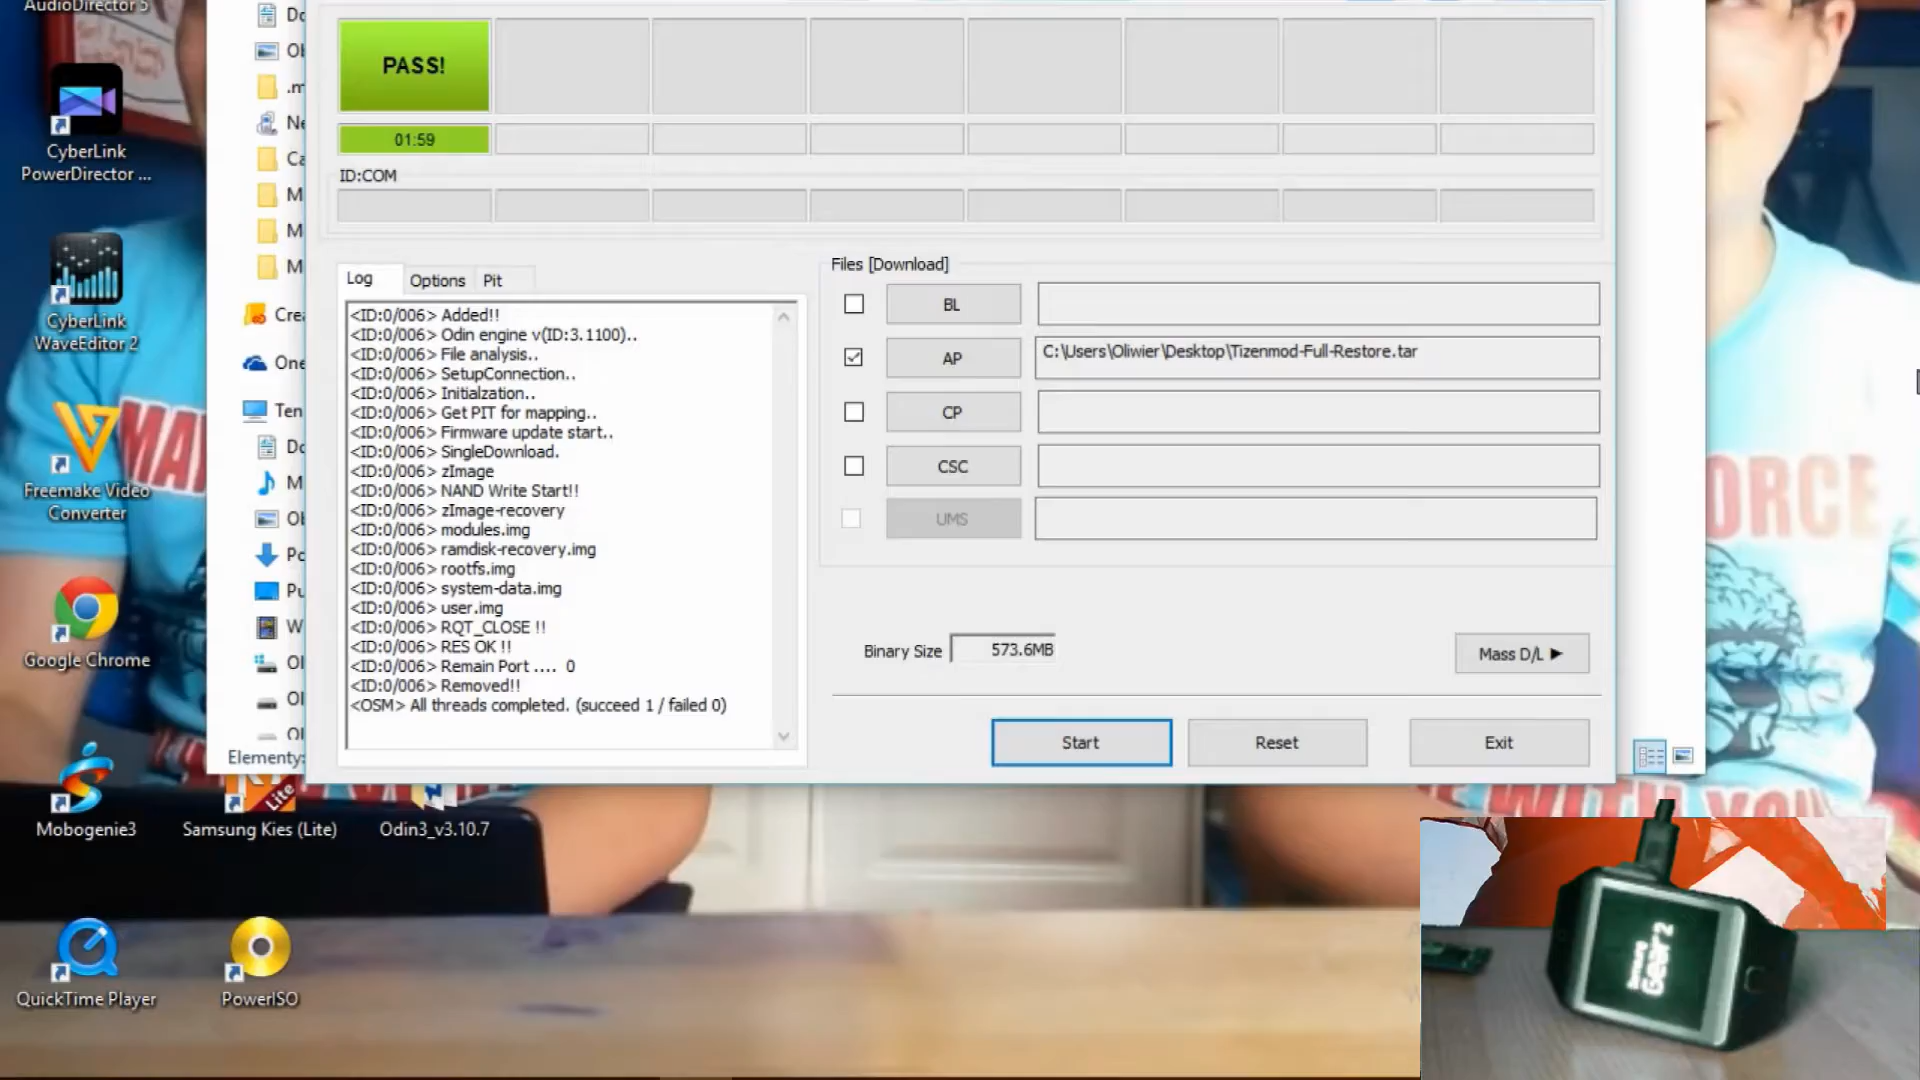 AudioDirector 5
CyberLink
PowerDirector ...
CyberLink
WaveEditor 2
Freemake Video
Converter
Google Chrome
Mobogenie3
Samsung Kies (Lite)
Odin3_v3.10.7
QuickTime Player
PowerISO
Lite
.m
Crea
One
Ten
Elementy:
PASS!
01:59
ID:COM
Log
Options
Pit
<ID:0/006> Added!!
<ID:0/006> Odin engine v(ID:3.1100)..
<ID:0/006> File analysis..
<ID:0/006> SetupConnection..
<ID:0/006> Initialzation..
<ID:0/006> Get PIT for mapping..
<ID:0/006> Firmware update start..
<ID:0/006> SingleDownload.
<ID:0/006> zImage
<ID:0/006> NAND Write Start!!
<ID:0/006> zImage-recovery
<ID:0/006> modules.img
<ID:0/006> ramdisk-recovery.img
<ID:0/006> rootfs.img
<ID:0/006> system-data.img
<ID:0/006> user.img
<ID:0/006> RQT_CLOSE !!
<ID:0/006> RES OK !!
<ID:0/006> Remain Port .... 0
<ID:0/006> Removed!!
<OSM> All threads completed. (succeed 1 / failed 0)
Files [Download]
BL
AP
C:\Users\Oliwier\Desktop\Tizenmod-Full-Restore.tar
CP
CSC
UMS
Binary Size
573.6MB
Mass D/L ►
Start
Reset
Exit
ORCE
Samsung
Gear 2